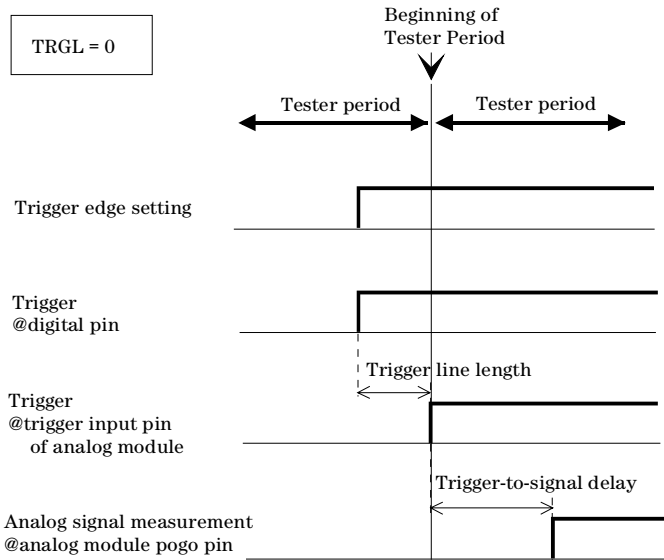 TRGL = 0
Beginning of
Tester Period
Tester period
Tester period
Trigger edge setting
Trigger
@digital pin
Trigger line length
Trigger
@trigger input pin
of analog module
Trigger-to-signal delay
Analog signal measurement
@analog module pogo pin